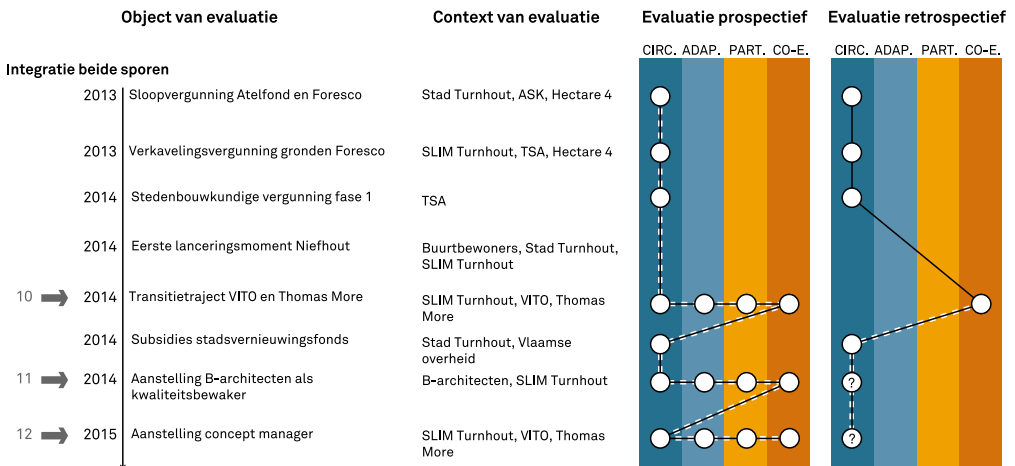 Object van evaluatie Context van evaluatie Evaluatie prospectief Evaluatie retrospectief
CIRC. ADAP. PART. CO-E. CIRC. ADAP. PART. CO-E.
Integratie beide sporen
2013 Sloopvergunning Atelfond en Foresco Stad Turnhout, ASK, Hectare 4
2013 Verkavelingsvergunning gronden Foresco SLIM Turnhout, TSA, Hectare 4
2014 Stedenbouwkundige vergunning fase 1 TSA
2014 Eerste lanceringsmoment Niefhout Buurtbewoners, Stad Turnhout,
SLIM Turnhout
10 2014 Transitietraject VITO en Thomas More SLIM Turnhout, VITO, Thomas
More
2014 Subsidies stadsvernieuwingsfonds Stad Turnhout, Vlaamse
overheid
11 2014 Aanstelling B-architecten als B-architecten, SLIM Turnhout ?
kwaliteitsbewaker
12 2015 Aanstelling concept manager SLIM Turnhout, VITO, Thomas ?
More